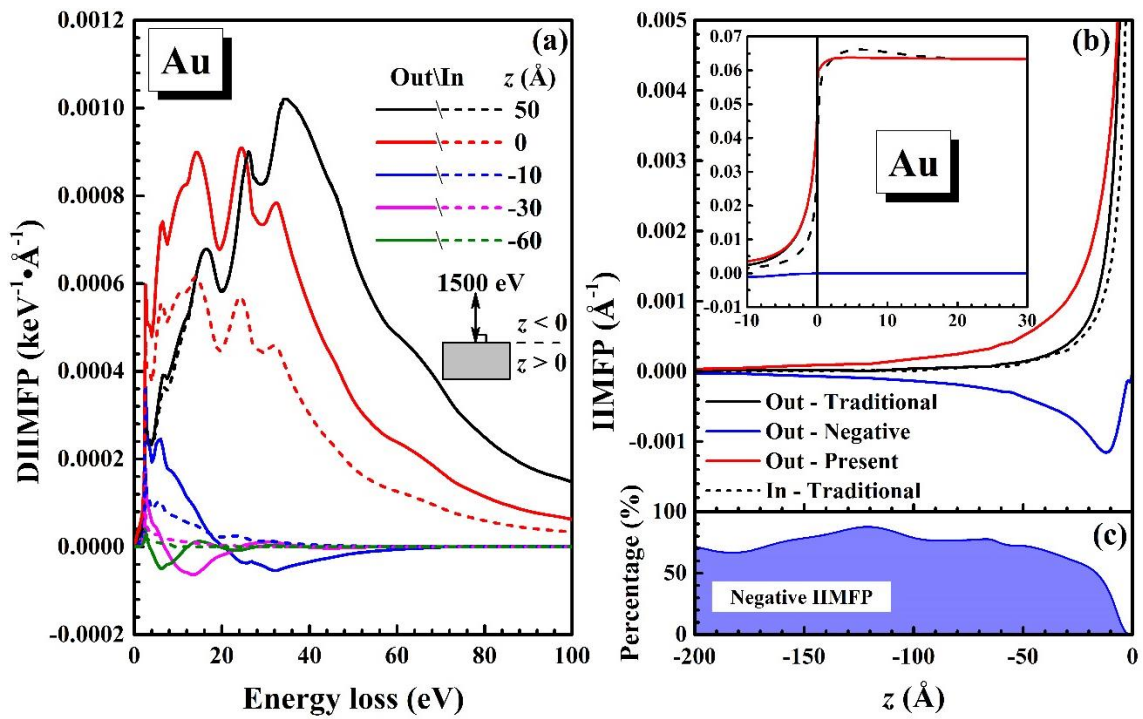 (a)
Au
Out\In z (Å)
50
0
-10
-30
-60
1500 eV
z < 0
z > 0
0.0012
0.0010
0.0008
0.0006
0.0004
0.0002
0.0000
-0.0002
DIIMFP (keV⁻¹•Å⁻¹)
0 20 40 60 80 100
Energy loss (eV)
(b)
0.005
0.004
0.003
0.002
0.001
0.000
-0.001
IIMFP (Å⁻¹)
0.07
0.06
0.05
0.04
0.03
0.02
0.01
0.00
-0.01
-10 0 10 20 30
Au
Out - Traditional
Out - Negative
Out - Present
In - Traditional
(c)
100
50
0
Percentage (%)
Negative IIMFP
-200 -150 -100 -50 0
z (Å)